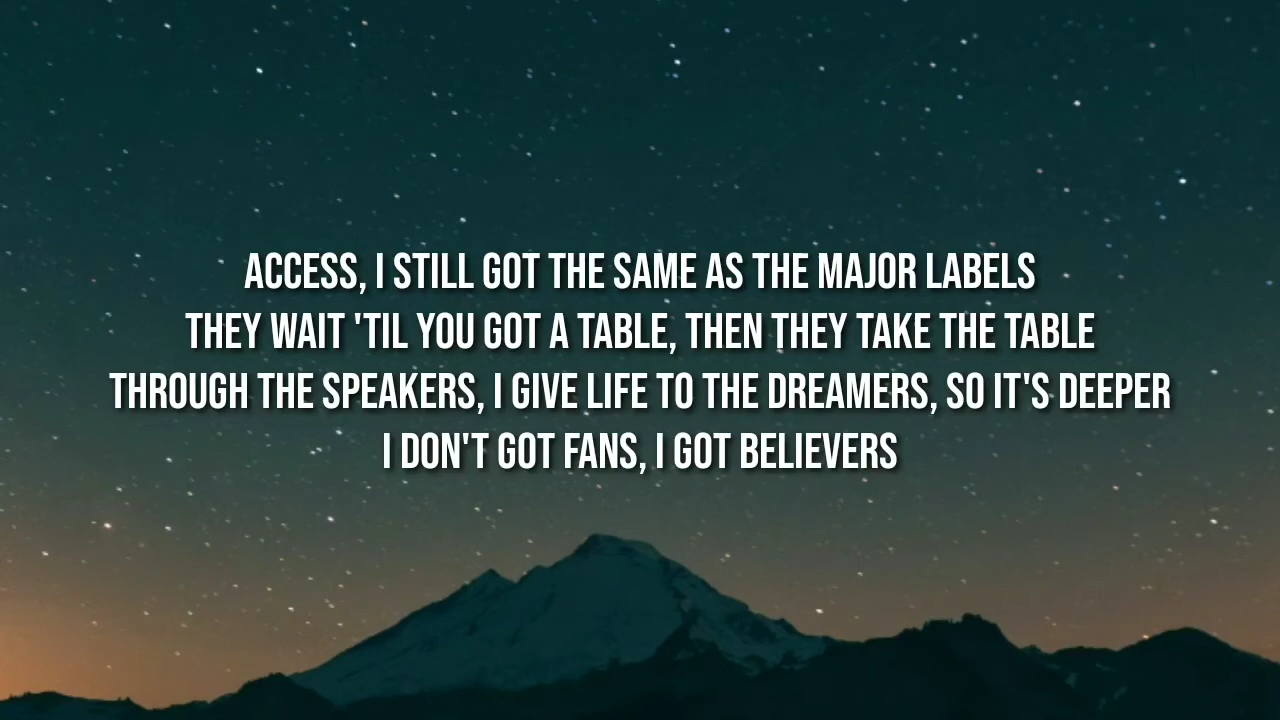 ACCESS, I STILL GOT THE SAME AS THE MAJOR LABELS
THEY WAIT 'TIL YOU GOT A TABLE, THEN THEY TAKE THE TABLE
THROUGH THE SPEAKERS, I GIVE LIFE TO THE DREAMERS, SO IT'S DEEPER
I DON'T GOT FANS, I GOT BELIEVERS